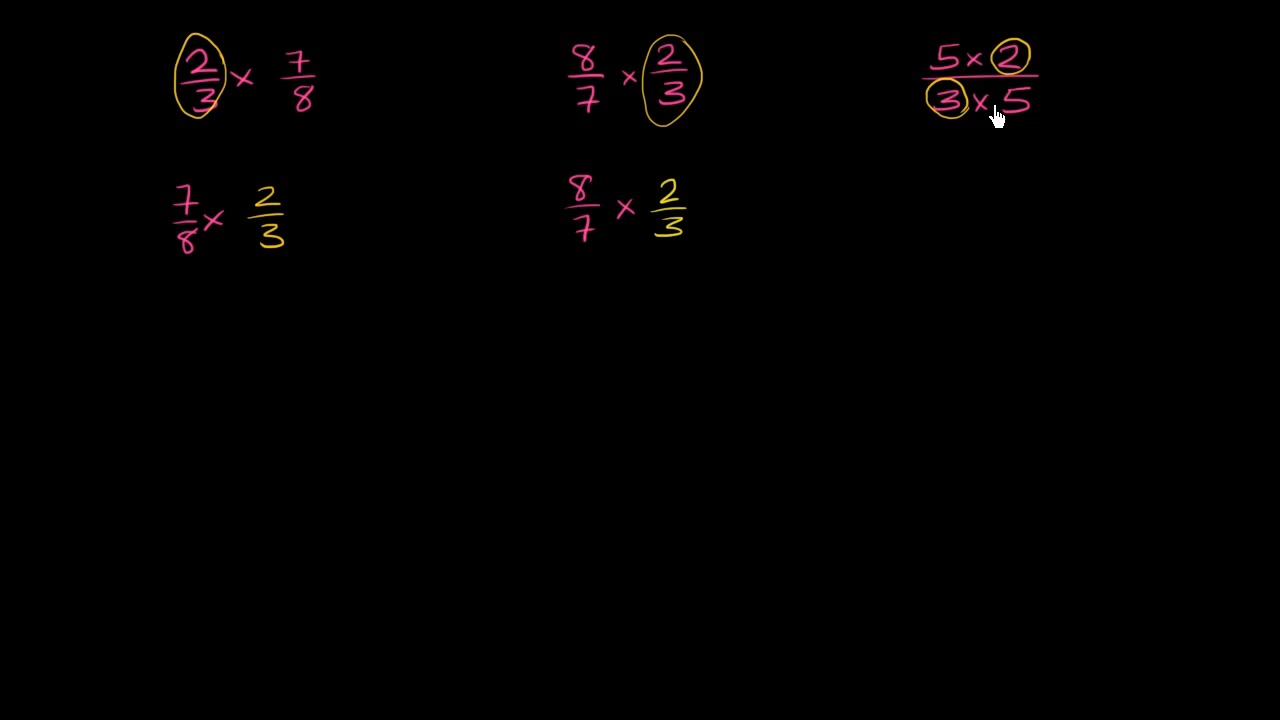 2/3 × 7/8
8/7 × 2/3
5 × 2 / 3 × 5
7/8 × 2/3
8/7 × 2/3